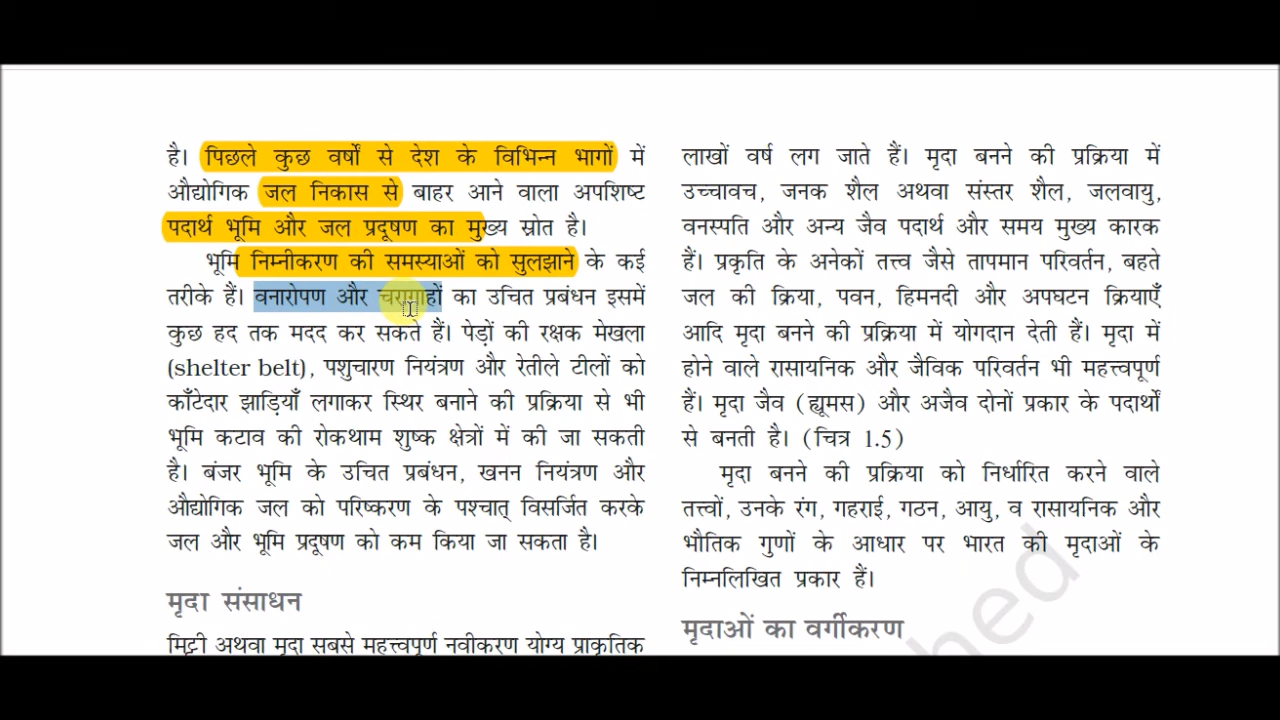 है। पिछले कुछ वर्षों से देश के विभिन्न भागों में
औद्योगिक जल निकास से बाहर आने वाला अपशिष्ट
पदार्थ भूमि और जल प्रदूषण का मुख्य स्रोत है।
भूमि निम्नीकरण की समस्याओं को सुलझाने के कई
तरीके हैं। वनारोपण और चरागाहों का उचित प्रबंधन इसमें
कुछ हद तक मदद कर सकते हैं। पेड़ों की रक्षक मेखला
(shelter belt), पशुचारण नियंत्रण और रेतीले टीलों को
काँटेदार झाड़ियाँ लगाकर स्थिर बनाने की प्रक्रिया से भी
भूमि कटाव की रोकथाम शुष्क क्षेत्रों में की जा सकती
है। बंजर भूमि के उचित प्रबंधन, खनन नियंत्रण और
औद्योगिक जल को परिष्करण के पश्चात् विसर्जित करके
जल और भूमि प्रदूषण को कम किया जा सकता है।
मृदा संसाधन
मिट्टी अथवा मृदा सबसे महत्त्वपूर्ण नवीकरण योग्य प्राकृतिक
लाखों वर्ष लग जाते हैं। मृदा बनने की प्रक्रिया में
उच्चावच, जनक शैल अथवा संस्तर शैल, जलवायु,
वनस्पति और अन्य जैव पदार्थ और समय मुख्य कारक
हैं। प्रकृति के अनेकों तत्त्व जैसे तापमान परिवर्तन, बहते
जल की क्रिया, पवन, हिमनदी और अपघटन क्रियाएँ
आदि मृदा बनने की प्रक्रिया में योगदान देती हैं। मृदा में
होने वाले रासायनिक और जैविक परिवर्तन भी महत्त्वपूर्ण
हैं। मृदा जैव (ह्यूमस) और अजैव दोनों प्रकार के पदार्थों
से बनती है। (चित्र 1.5)
मृदा बनने की प्रक्रिया को निर्धारित करने वाले
तत्त्वों, उनके रंग, गहराई, गठन, आयु, व रासायनिक और
भौतिक गुणों के आधार पर भारत की मृदाओं के
निम्नलिखित प्रकार हैं।
मृदाओं का वर्गीकरण
hed